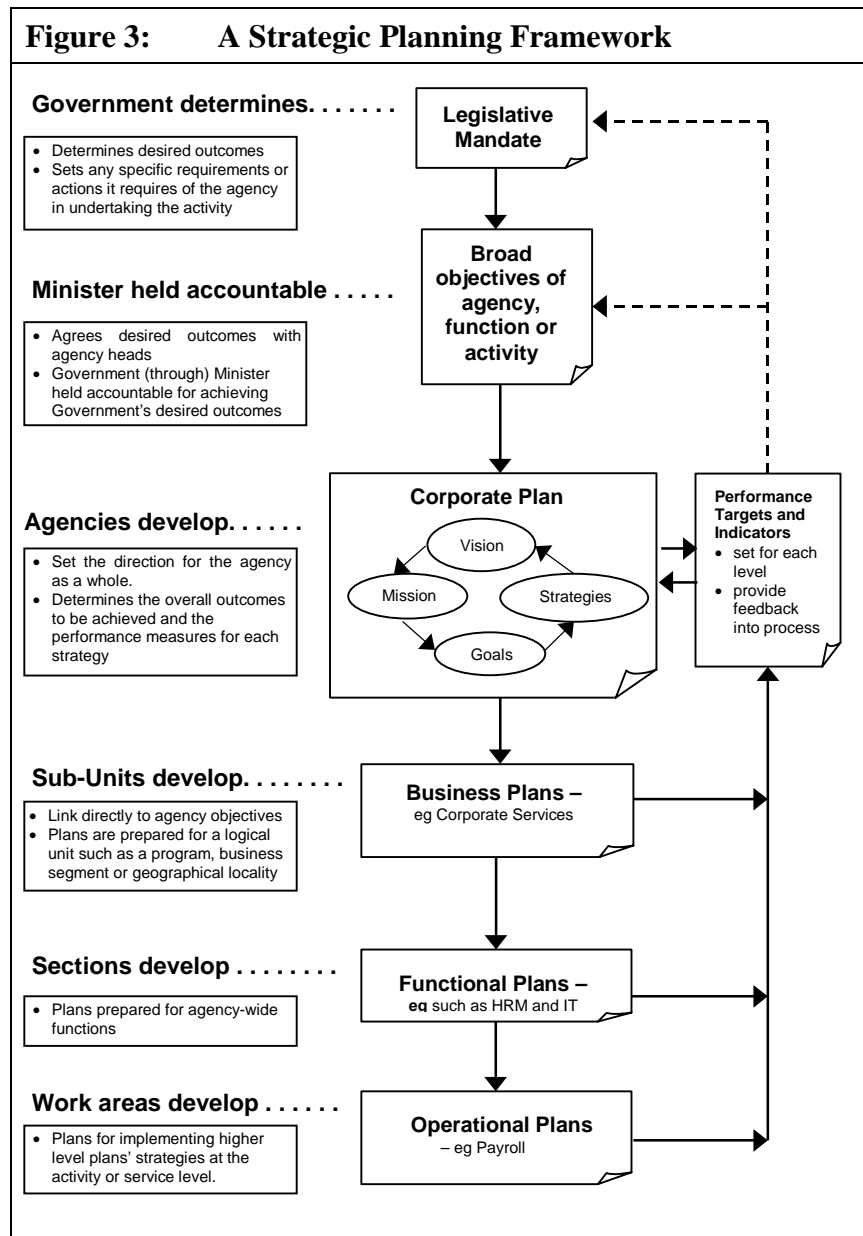 Figure 3: A Strategic Planning Framework
Government determines. . . . . . .
• Determines desired outcomes
• Sets any specific requirements or
actions it requires of the agency
in undertaking the activity
Legislative
Mandate
Minister held accountable . . . . .
• Agrees desired outcomes with
agency heads
• Government (through) Minister
held accountable for achieving
Government's desired outcomes
Broad
objectives of
agency,
function or
activity
Agencies develop. . . . . .
• Set the direction for the agency
as a whole.
• Determines the overall outcomes
to be achieved and the
performance measures for each
strategy
Corporate Plan
Vision
Mission
Strategies
Goals
Performance
Targets and
Indicators
• set for each
level
• provide
feedback
into process
Sub-Units develop. . . . . . . .
• Link directly to agency objectives
• Plans are prepared for a logical
unit such as a program, business
segment or geographical locality
Business Plans –
eg Corporate Services
Sections develop . . . . . . . .
• Plans prepared for agency-wide
functions
Functional Plans –
eg such as HRM and IT
Work areas develop . . . . . .
• Plans for implementing higher
level plans' strategies at the
activity or service level.
Operational Plans
– eg Payroll